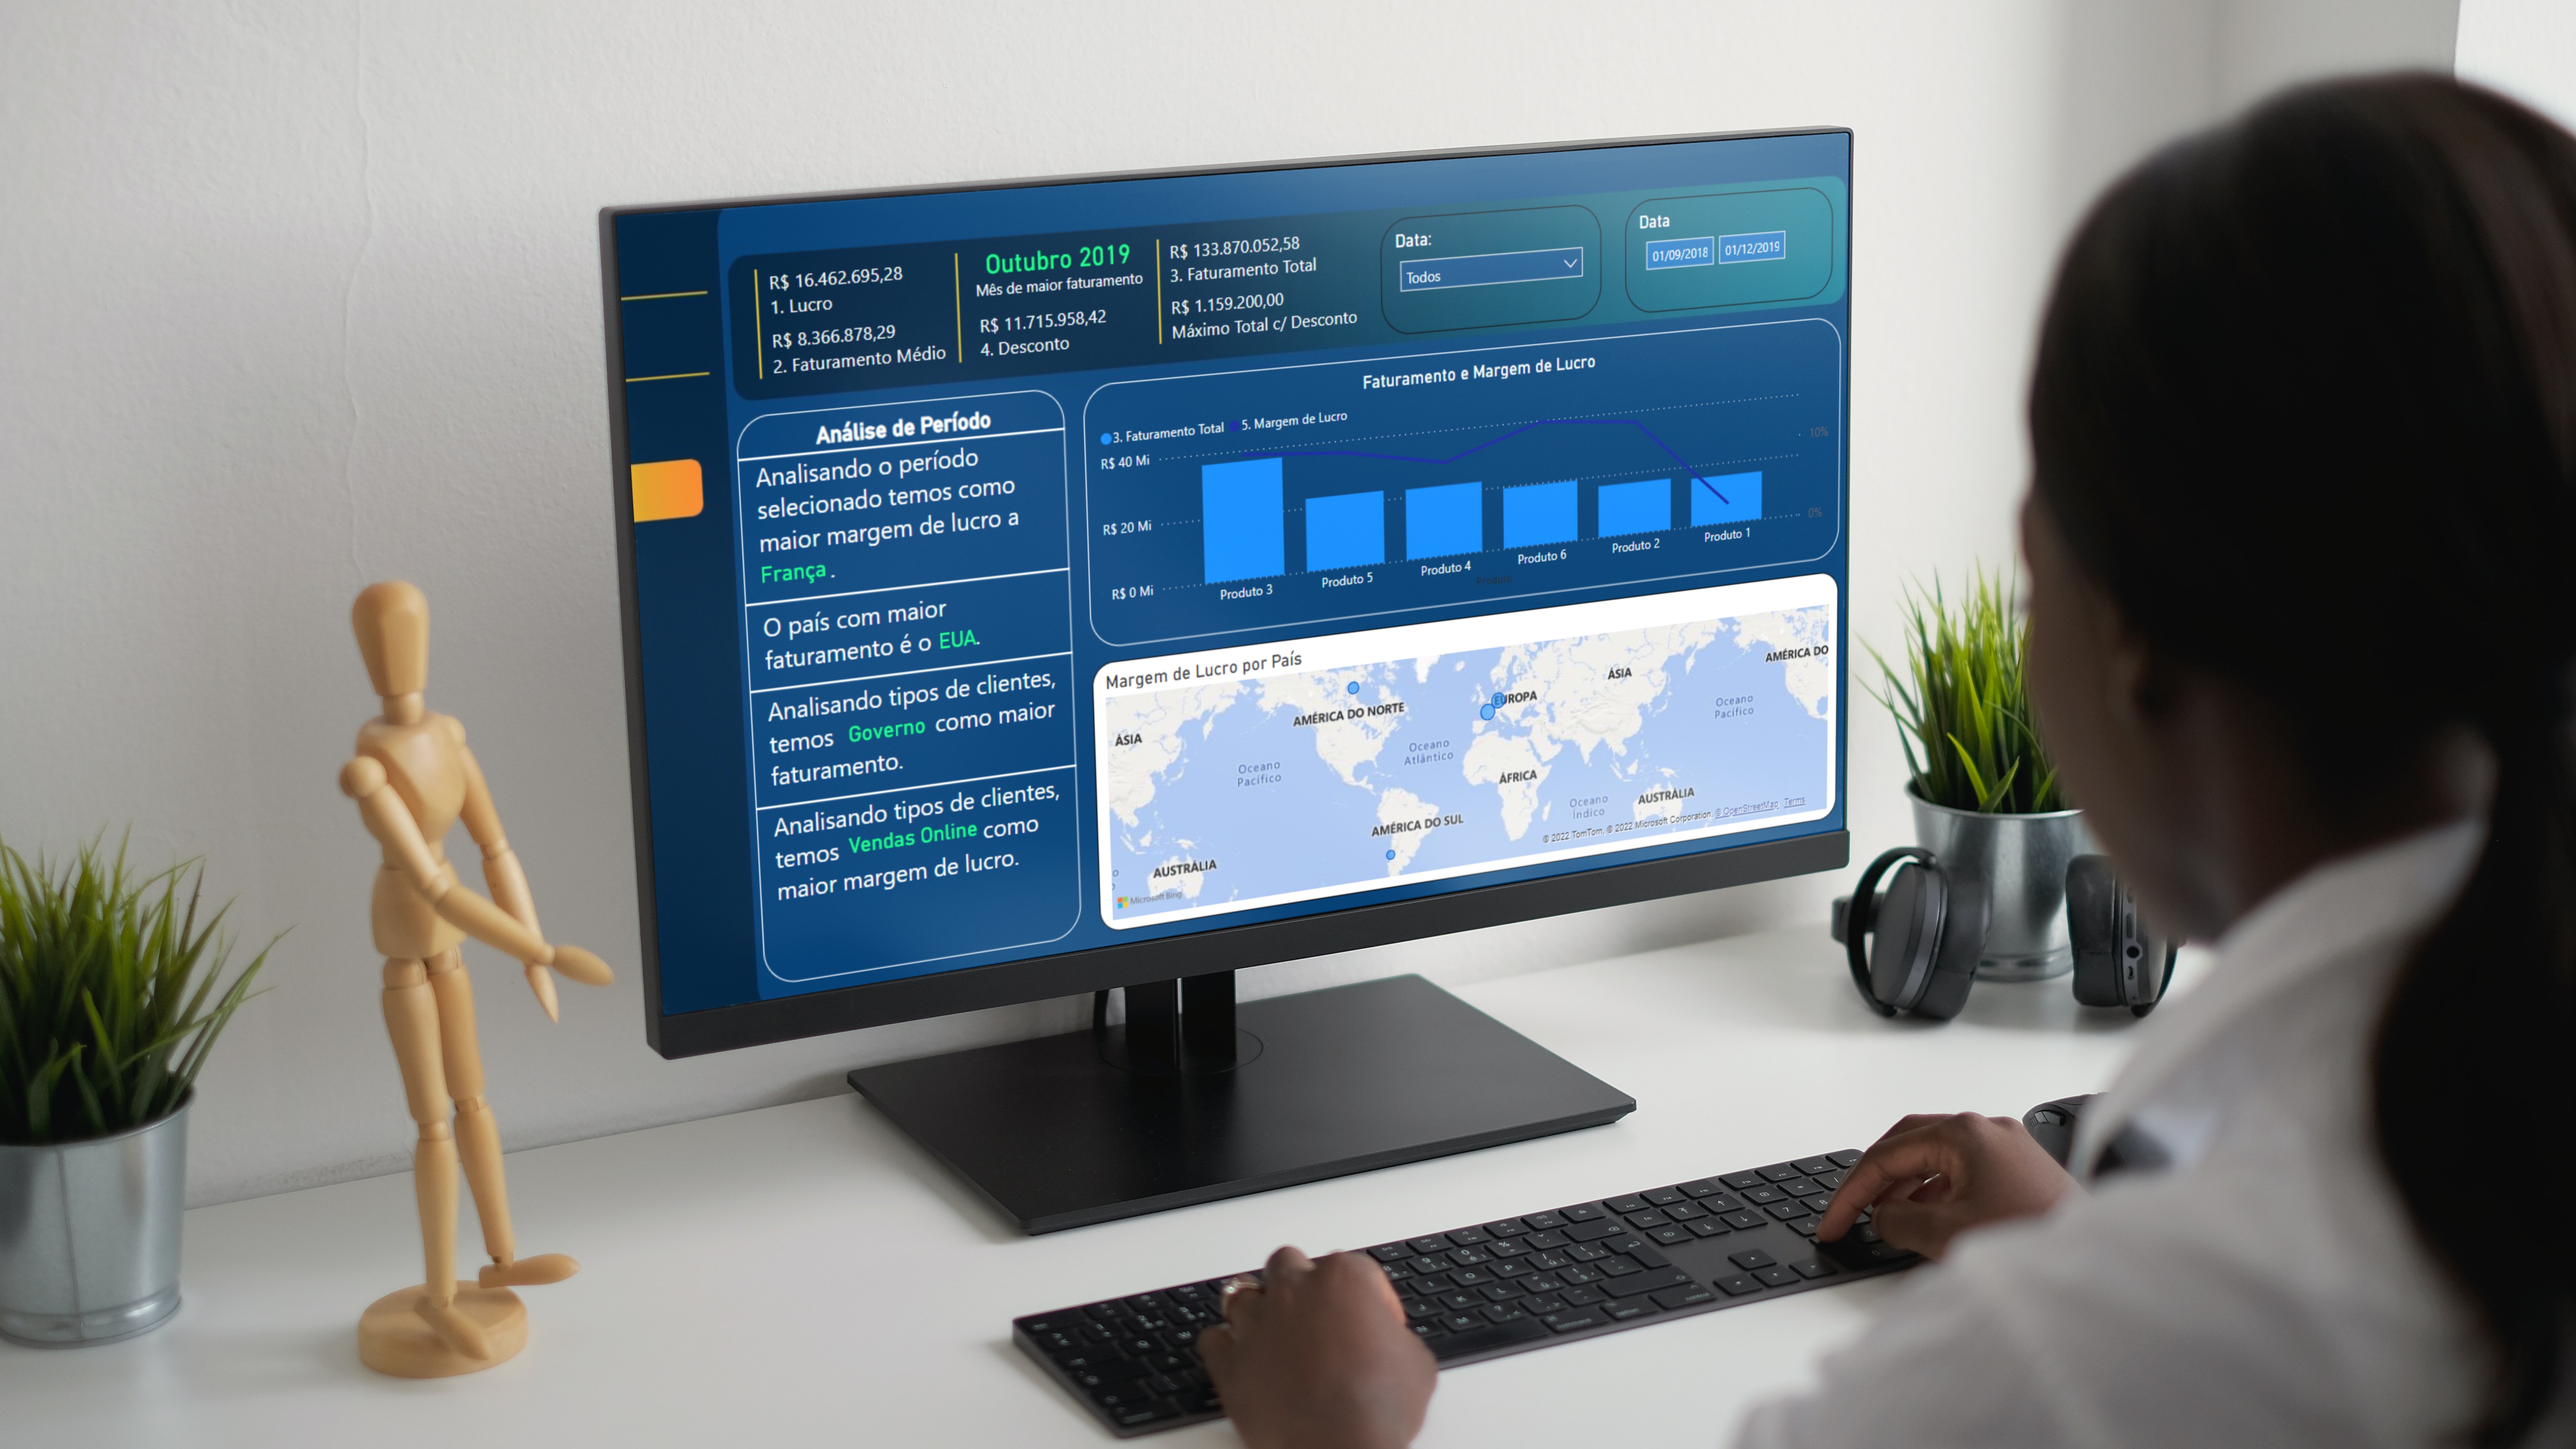 R$ 16.462.695,28
1. Lucro
R$ 8.366.878,29
2. Faturamento Médio
Outubro 2019
Mês de maior faturamento
R$ 11.715.958,42
4. Desconto
R$ 133.870.052,58
3. Faturamento Total
R$ 1.159.200,00
Máximo Total c/ Desconto
Data:
Todos
Data
01/09/2018 01/12/2019
Análise de Período
Analisando o período
selecionado temos como
maior margem de lucro a
França.
O país com maior
faturamento é o EUA.
Analisando tipos de clientes,
temos Governo como maior
faturamento.
Analisando tipos de clientes,
temos Vendas Online como
maior margem de lucro.
Faturamento e Margem de Lucro
3. Faturamento Total 5. Margem de Lucro
R$ 40 Mi
R$ 20 Mi
R$ 0 Mi
10%
0%
Produto 3
Produto 5
Produto 4
Produto 6
Produto 2
Produto 1
Produto
Margem de Lucro por País
ÁSIA
AMÉRICA DO NORTE
EUROPA
ÁSIA
AMÉRICA DO
Oceano
Pacífico
Oceano
Atlântico
Oceano
Pacífico
ÁFRICA
AMÉRICA DO SUL
Oceano
Índico
AUSTRÁLIA
AUSTRÁLIA
Microsoft Bing
© 2022 TomTom, © 2022 Microsoft Corporation, © OpenStreetMap Terms